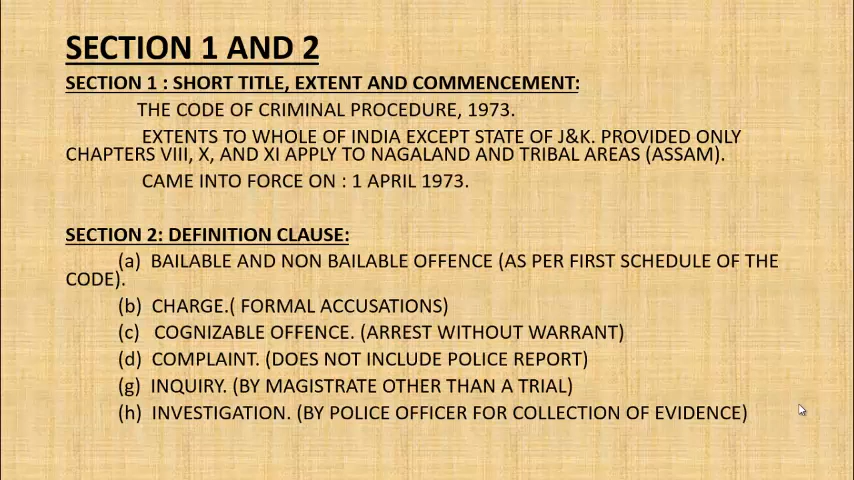 SECTION 1 AND 2
SECTION 1 : SHORT TITLE, EXTENT AND COMMENCEMENT:
THE CODE OF CRIMINAL PROCEDURE, 1973.
EXTENTS TO WHOLE OF INDIA EXCEPT STATE OF J&K. PROVIDED ONLY
CHAPTERS VIII, X, AND XI APPLY TO NAGALAND AND TRIBAL AREAS (ASSAM).
CAME INTO FORCE ON : 1 APRIL 1973.
SECTION 2: DEFINITION CLAUSE:
(a) BAILABLE AND NON BAILABLE OFFENCE (AS PER FIRST SCHEDULE OF THE
CODE).
(b) CHARGE.( FORMAL ACCUSATIONS)
(c) COGNIZABLE OFFENCE. (ARREST WITHOUT WARRANT)
(d) COMPLAINT. (DOES NOT INCLUDE POLICE REPORT)
(g) INQUIRY. (BY MAGISTRATE OTHER THAN A TRIAL)
(h) INVESTIGATION. (BY POLICE OFFICER FOR COLLECTION OF EVIDENCE)